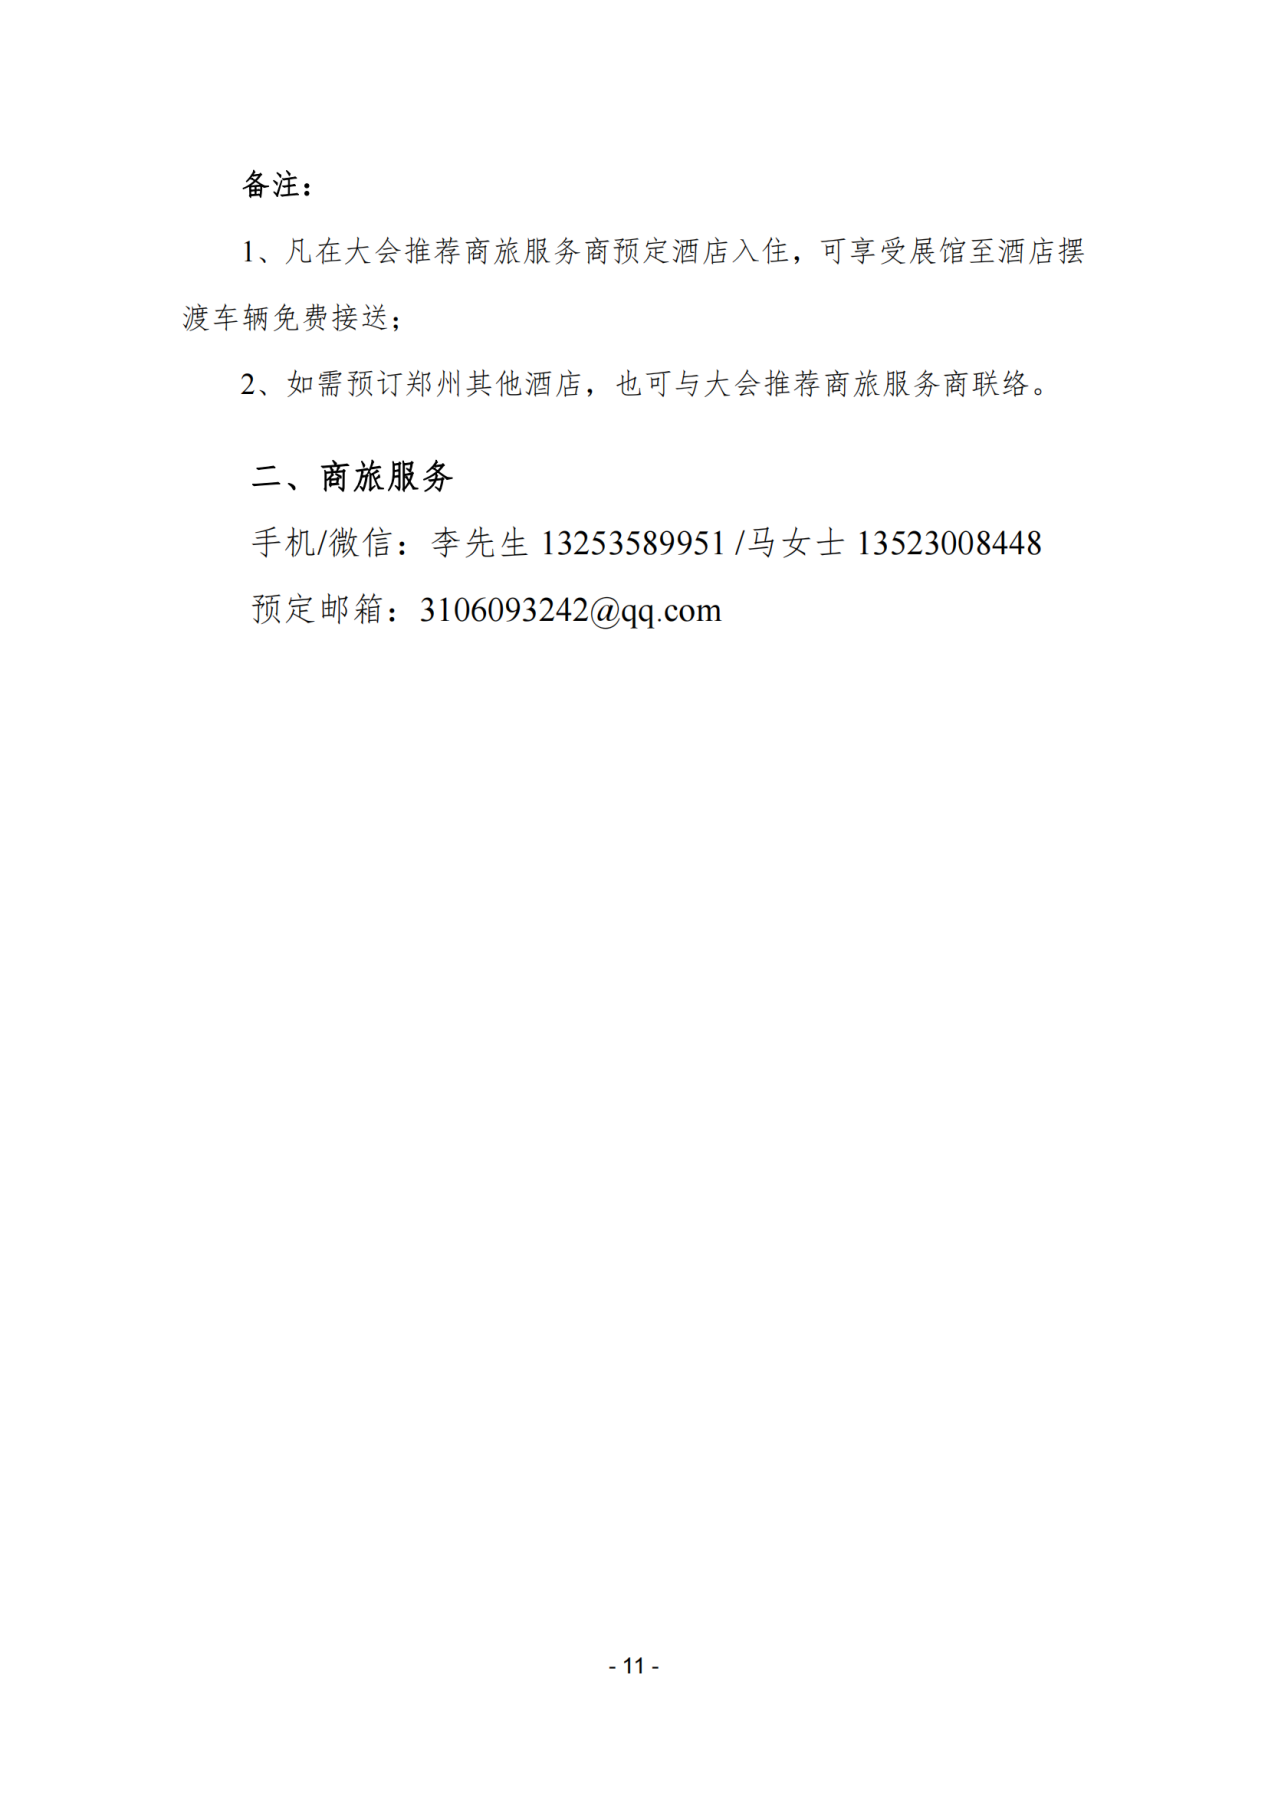 备注：
1、凡在大会推荐商旅服务商预定酒店入住，可享受展馆至酒店摆
渡车辆免费接送；
2、如需预订郑州其他酒店，也可与大会推荐商旅服务商联络。
二、商旅服务
手机/微信：李先生 13253589951 /马女士 13523008448
预定邮箱：3106093242@qq.com
- 11 -